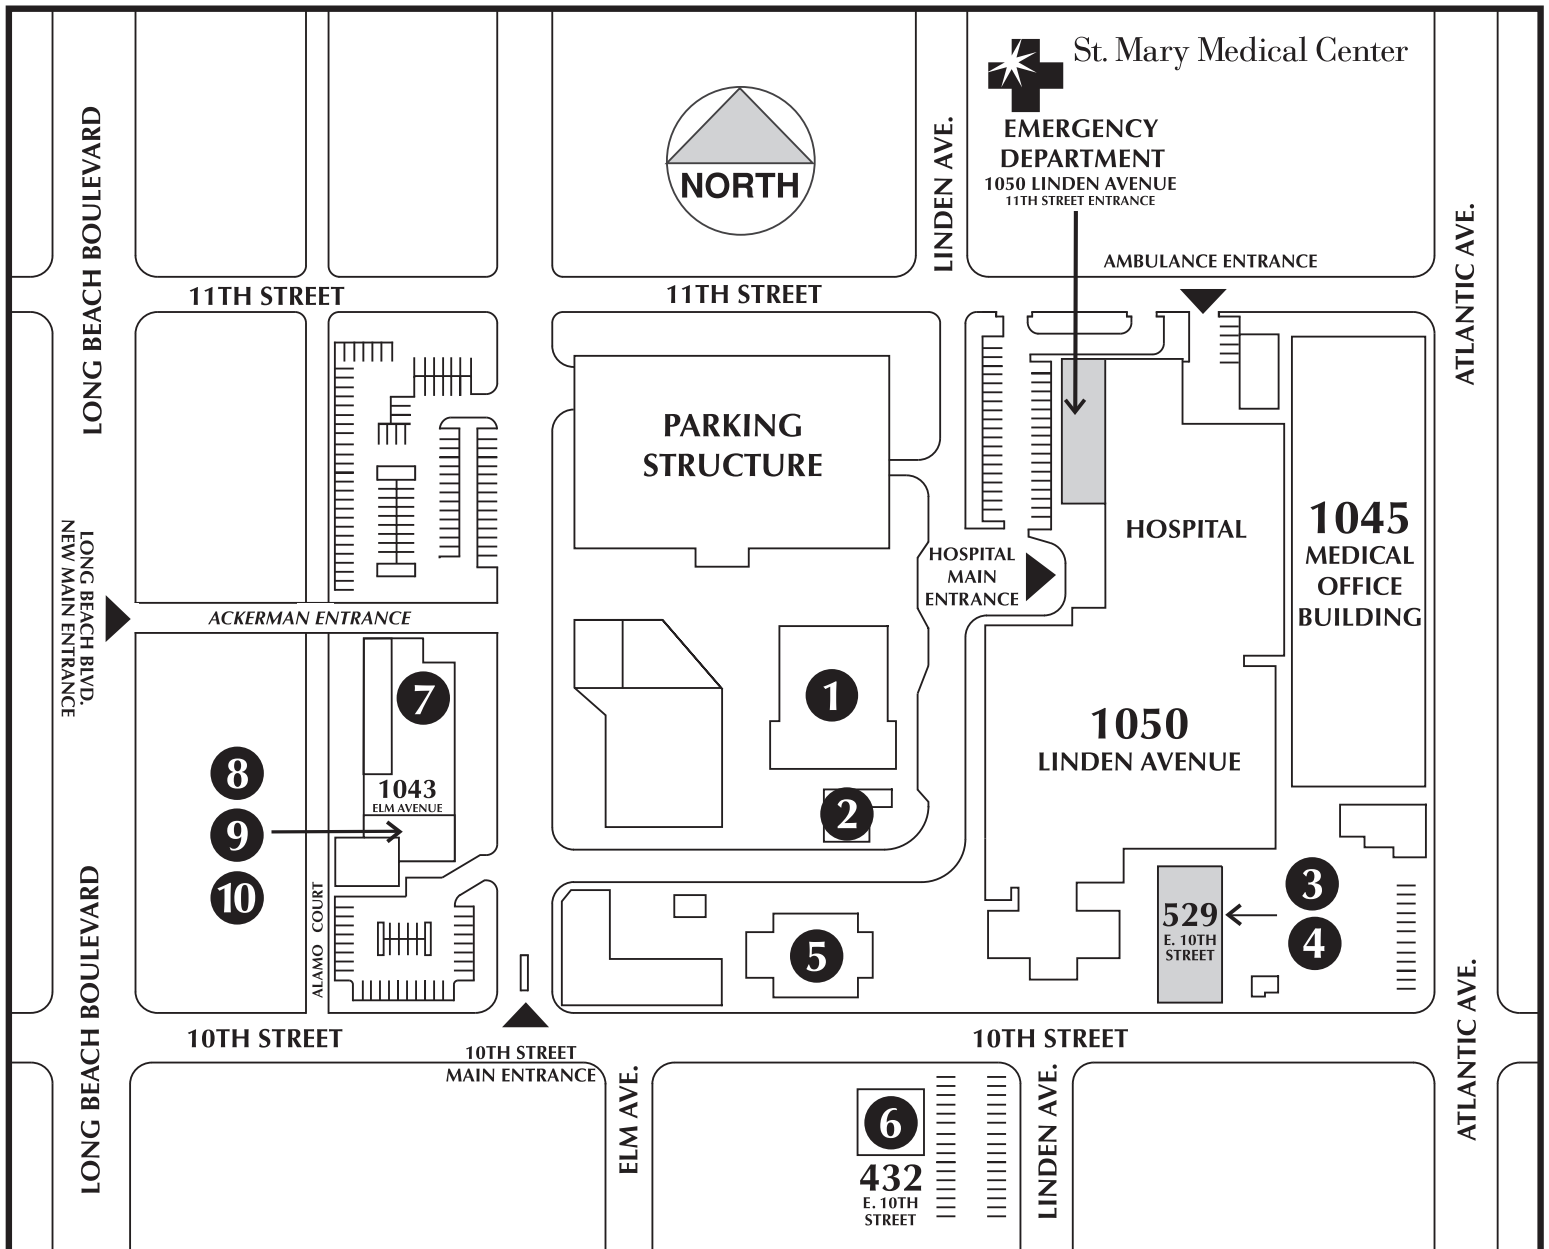 St. Mary Medical Center
EMERGENCY
DEPARTMENT
1050 LINDEN AVENUE
11TH STREET ENTRANCE
AMBULANCE ENTRANCE
NORTH
LONG BEACH BOULEVARD
LINDEN AVE.
ATLANTIC AVE.
11TH STREET
11TH STREET
PARKING
STRUCTURE
HOSPITAL
MAIN
ENTRANCE
HOSPITAL
1045
MEDICAL
OFFICE
BUILDING
LONG BEACH BLVD.
NEW MAIN ENTRANCE
ACKERMAN ENTRANCE
7
1
1050
LINDEN AVENUE
8
9
10
1043
ELM AVENUE
2
3
4
529
E. 10TH
STREET
5
ALAMO COURT
LONG BEACH BOULEVARD
10TH STREET
10TH STREET
MAIN ENTRANCE
10TH STREET
ELM AVE.
6
432
E. 10TH
STREET
LINDEN AVE.
ATLANTIC AVE.